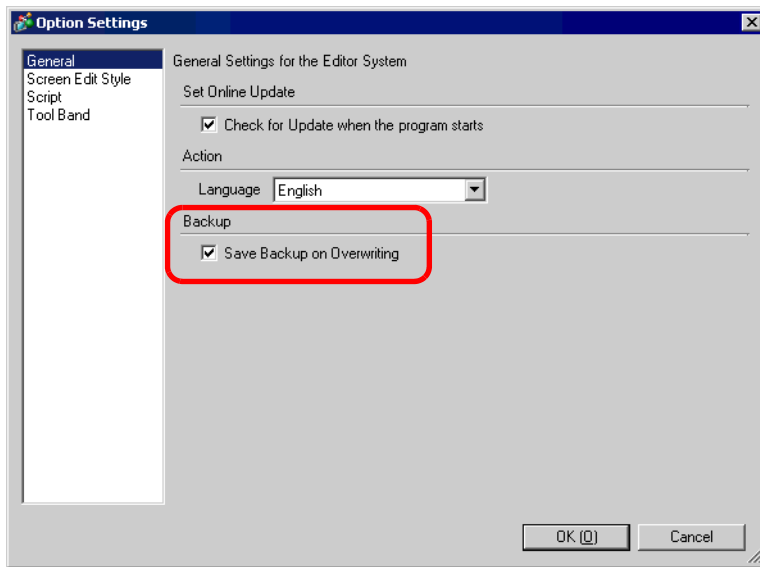 Option Settings
General
Screen Edit Style
Script
Tool Band
General Settings for the Editor System
Set Online Update
Check for Update when the program starts
Action
Language English
Backup
Save Backup on Overwriting
OK (O) Cancel